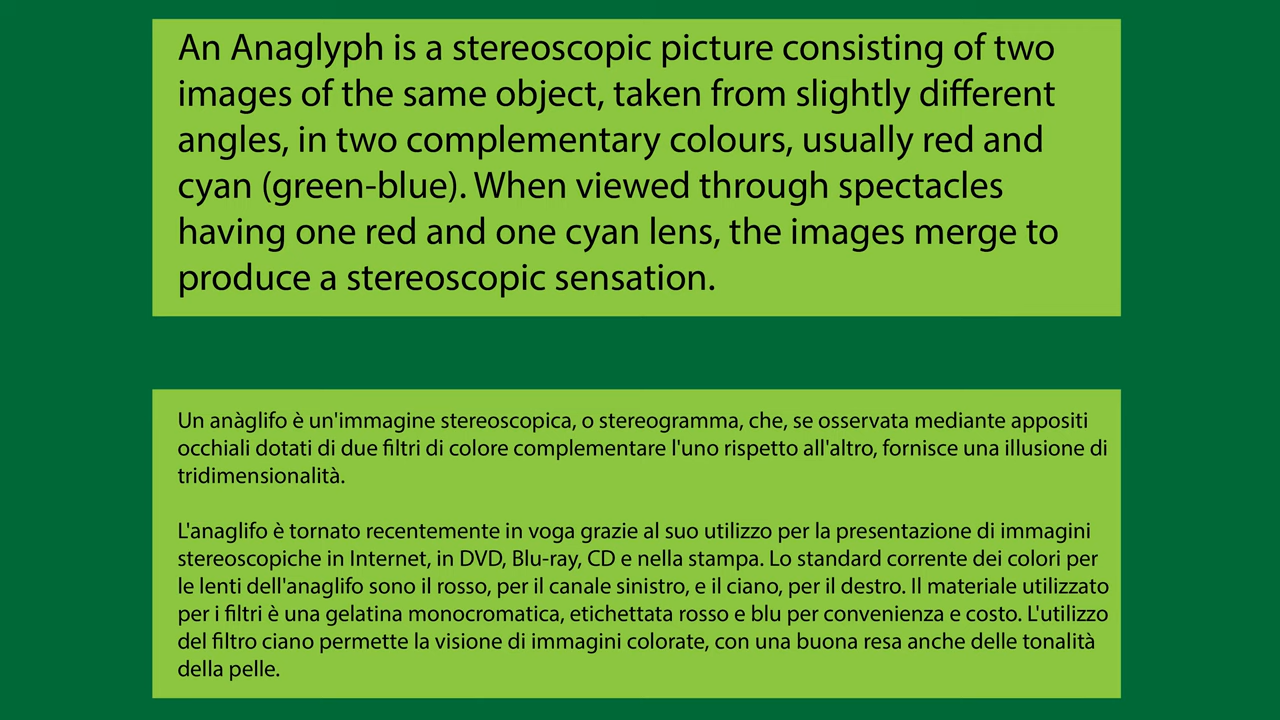 An Anaglyph is a stereoscopic picture consisting of two
images of the same object, taken from slightly different
angles, in two complementary colours, usually red and
cyan (green-blue). When viewed through spectacles
having one red and one cyan lens, the images merge to
produce a stereoscopic sensation.
Un anàglifo è un'immagine stereoscopica, o stereogramma, che, se osservata mediante appositi
occhiali dotati di due filtri di colore complementare l'uno rispetto all'altro, fornisce una illusione di
tridimensionalità.
L'anaglifo è tornato recentemente in voga grazie al suo utilizzo per la presentazione di immagini
stereoscopiche in Internet, in DVD, Blu-ray, CD e nella stampa. Lo standard corrente dei colori per
le lenti dell'anaglifo sono il rosso, per il canale sinistro, e il ciano, per il destro. Il materiale utilizzato
per i filtri è una gelatina monocromatica, etichettata rosso e blu per convenienza e costo. L'utilizzo
del filtro ciano permette la visione di immagini colorate, con una buona resa anche delle tonalità
della pelle.